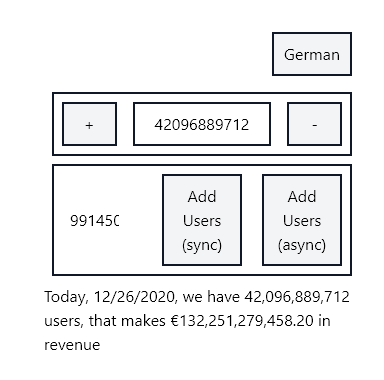 German
+ 42096889712 -
991450 Add Users (sync) Add Users (async)
Today, 12/26/2020, we have 42,096,889,712
users, that makes €132,251,279,458.20 in
revenue